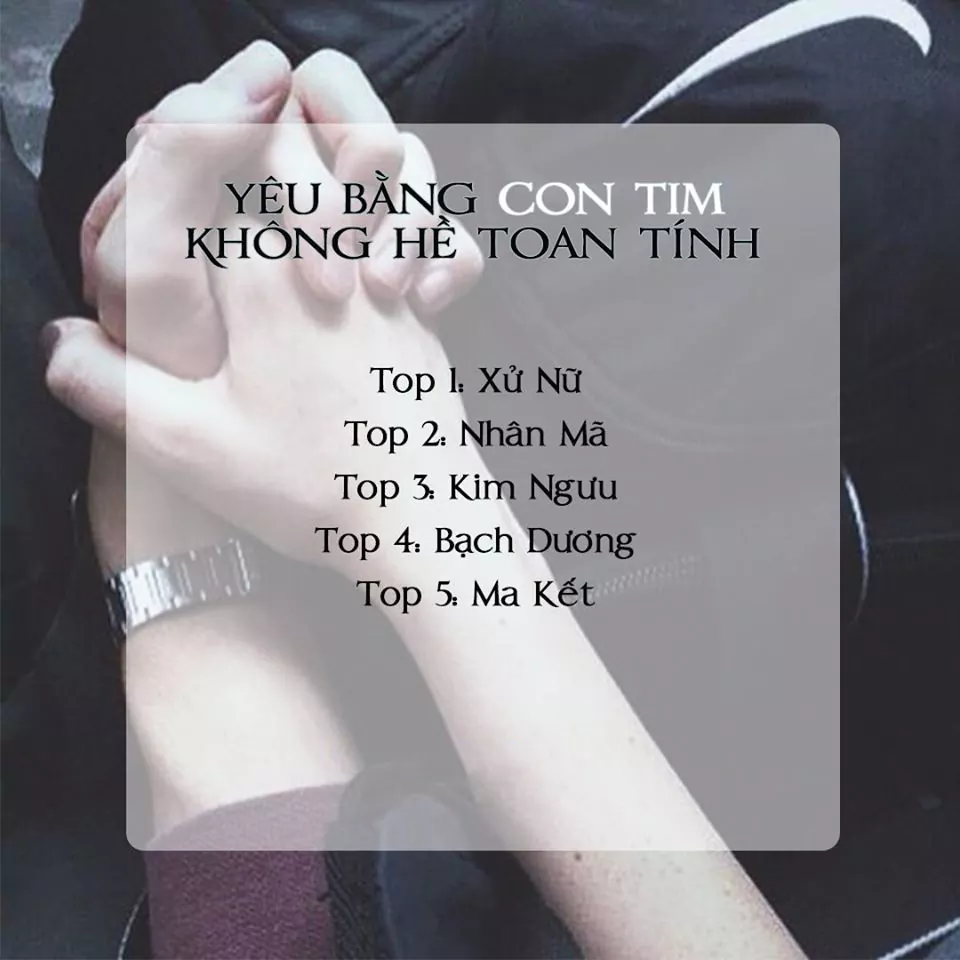 YÊU BẰNG CON TIM
KHÔNG HỀ TOAN TÍNH
Top 1: Xử Nữ
Top 2: Nhân Mã
Top 3: Kim Ngưu
Top 4: Bạch Dương
Top 5: Ma Kết